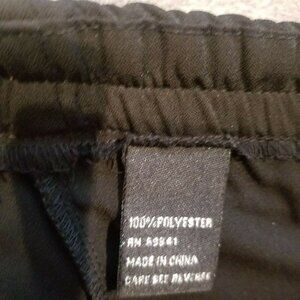 100%POLYESTER
RN
MADE IN CHINA
CARE SEE REVERSE